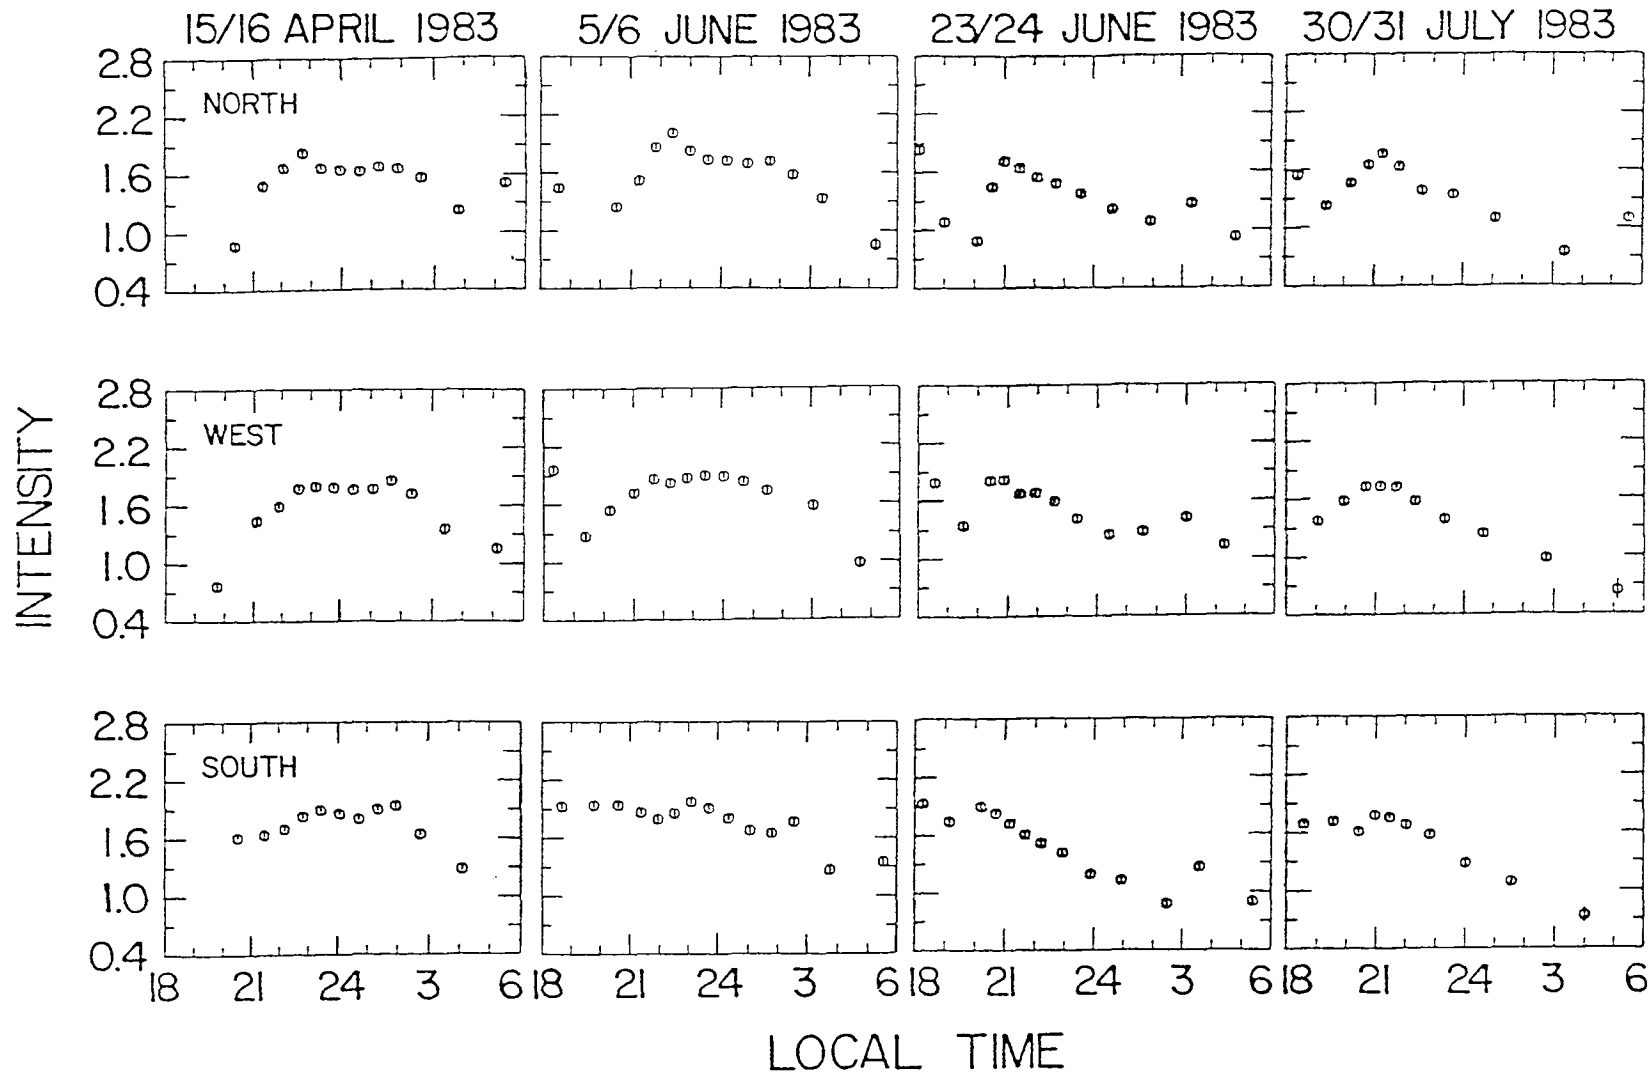 15/16 APRIL 1983 5/6 JUNE 1983 23/24 JUNE 1983 30/31 JULY 1983
2.8
NORTH
2.2
1.6
1.0
0.4
INTENSITY
2.8
WEST
2.2
1.6
1.0
0.4
2.8
SOUTH
2.2
1.6
1.0
0.4
18 21 24 3 6 18 21 24 3 6 18 21 24 3 6 18 21 24 3 6
LOCAL TIME